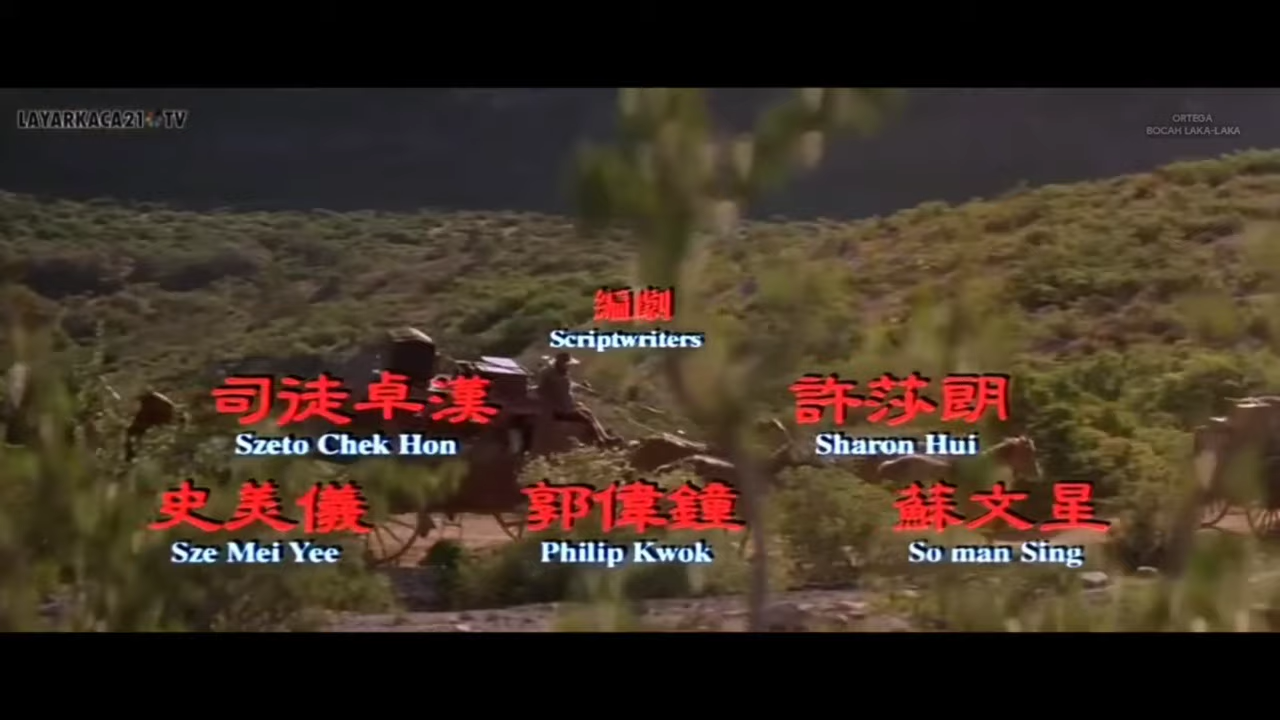 LAYARKACA21 TV
ORTEGA
BOCAH LAKA-LAKA
編劇
Scriptwriters
司徒卓漢 許莎朗
Szeto Chek Hon Sharon Hui
史美儀 郭偉鐘 蘇文星
Sze Mei Yee Philip Kwok So man Sing